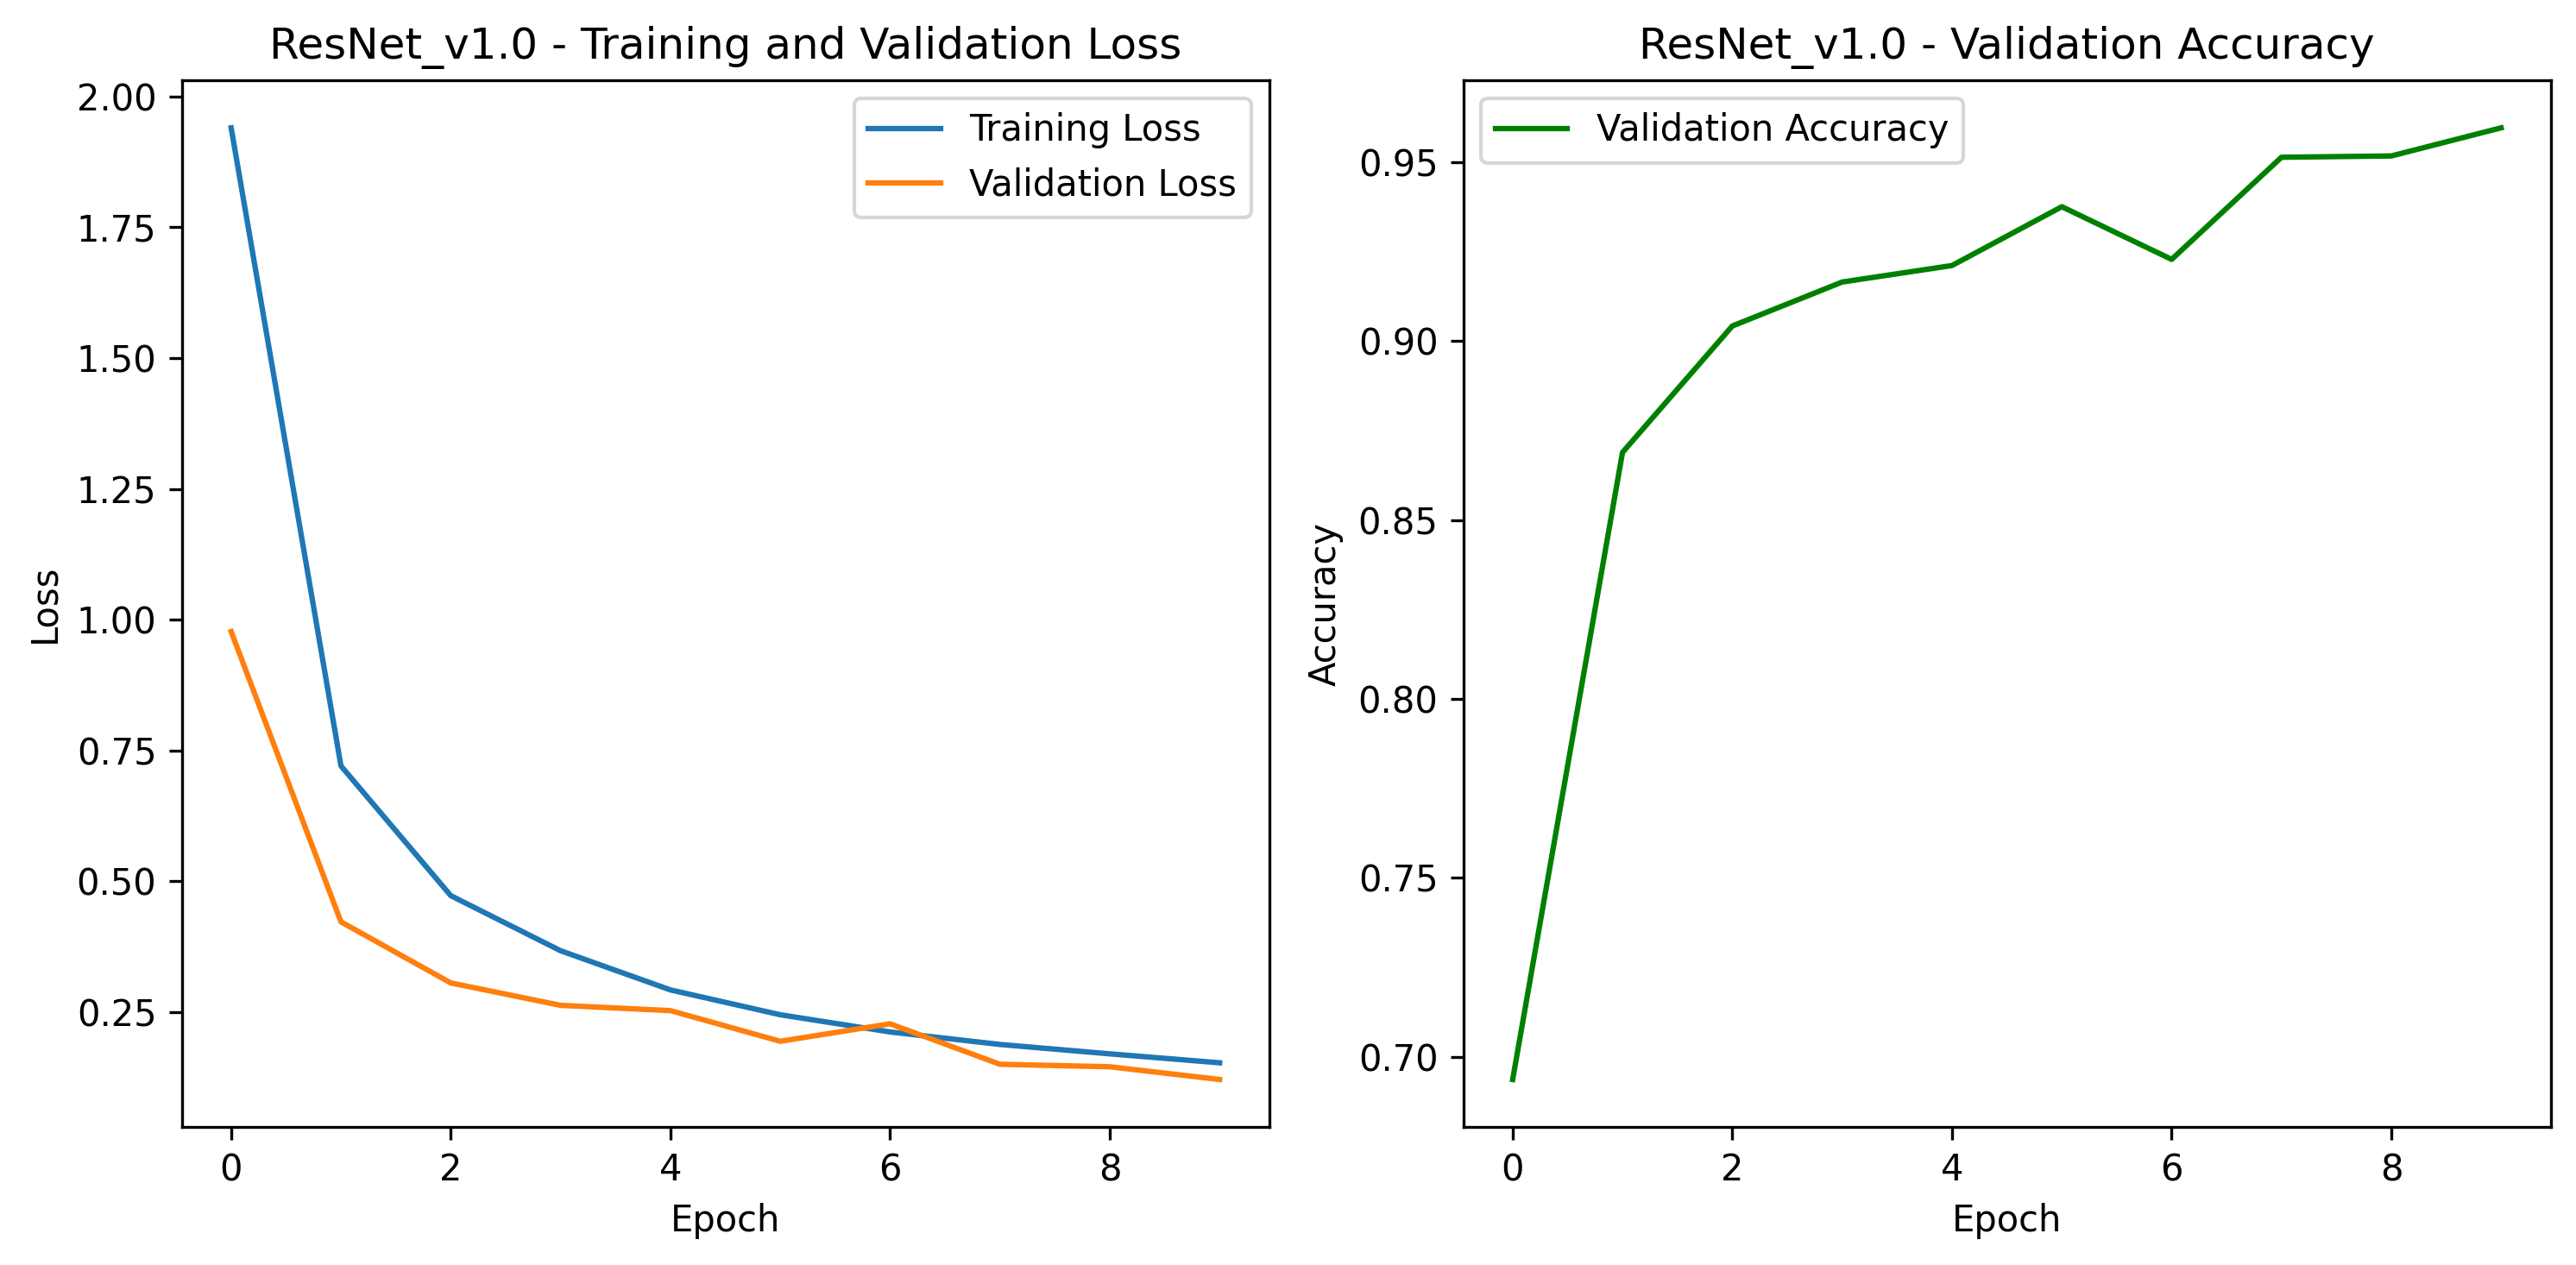 ResNet_v1.0 - Training and Validation Loss
Training Loss
Validation Loss
2.00
1.75
1.50
1.25
1.00
0.75
0.50
0.25
Loss
0 2 4 6 8
Epoch
ResNet_v1.0 - Validation Accuracy
Validation Accuracy
0.95
0.90
0.85
0.80
0.75
0.70
Accuracy
0 2 4 6 8
Epoch